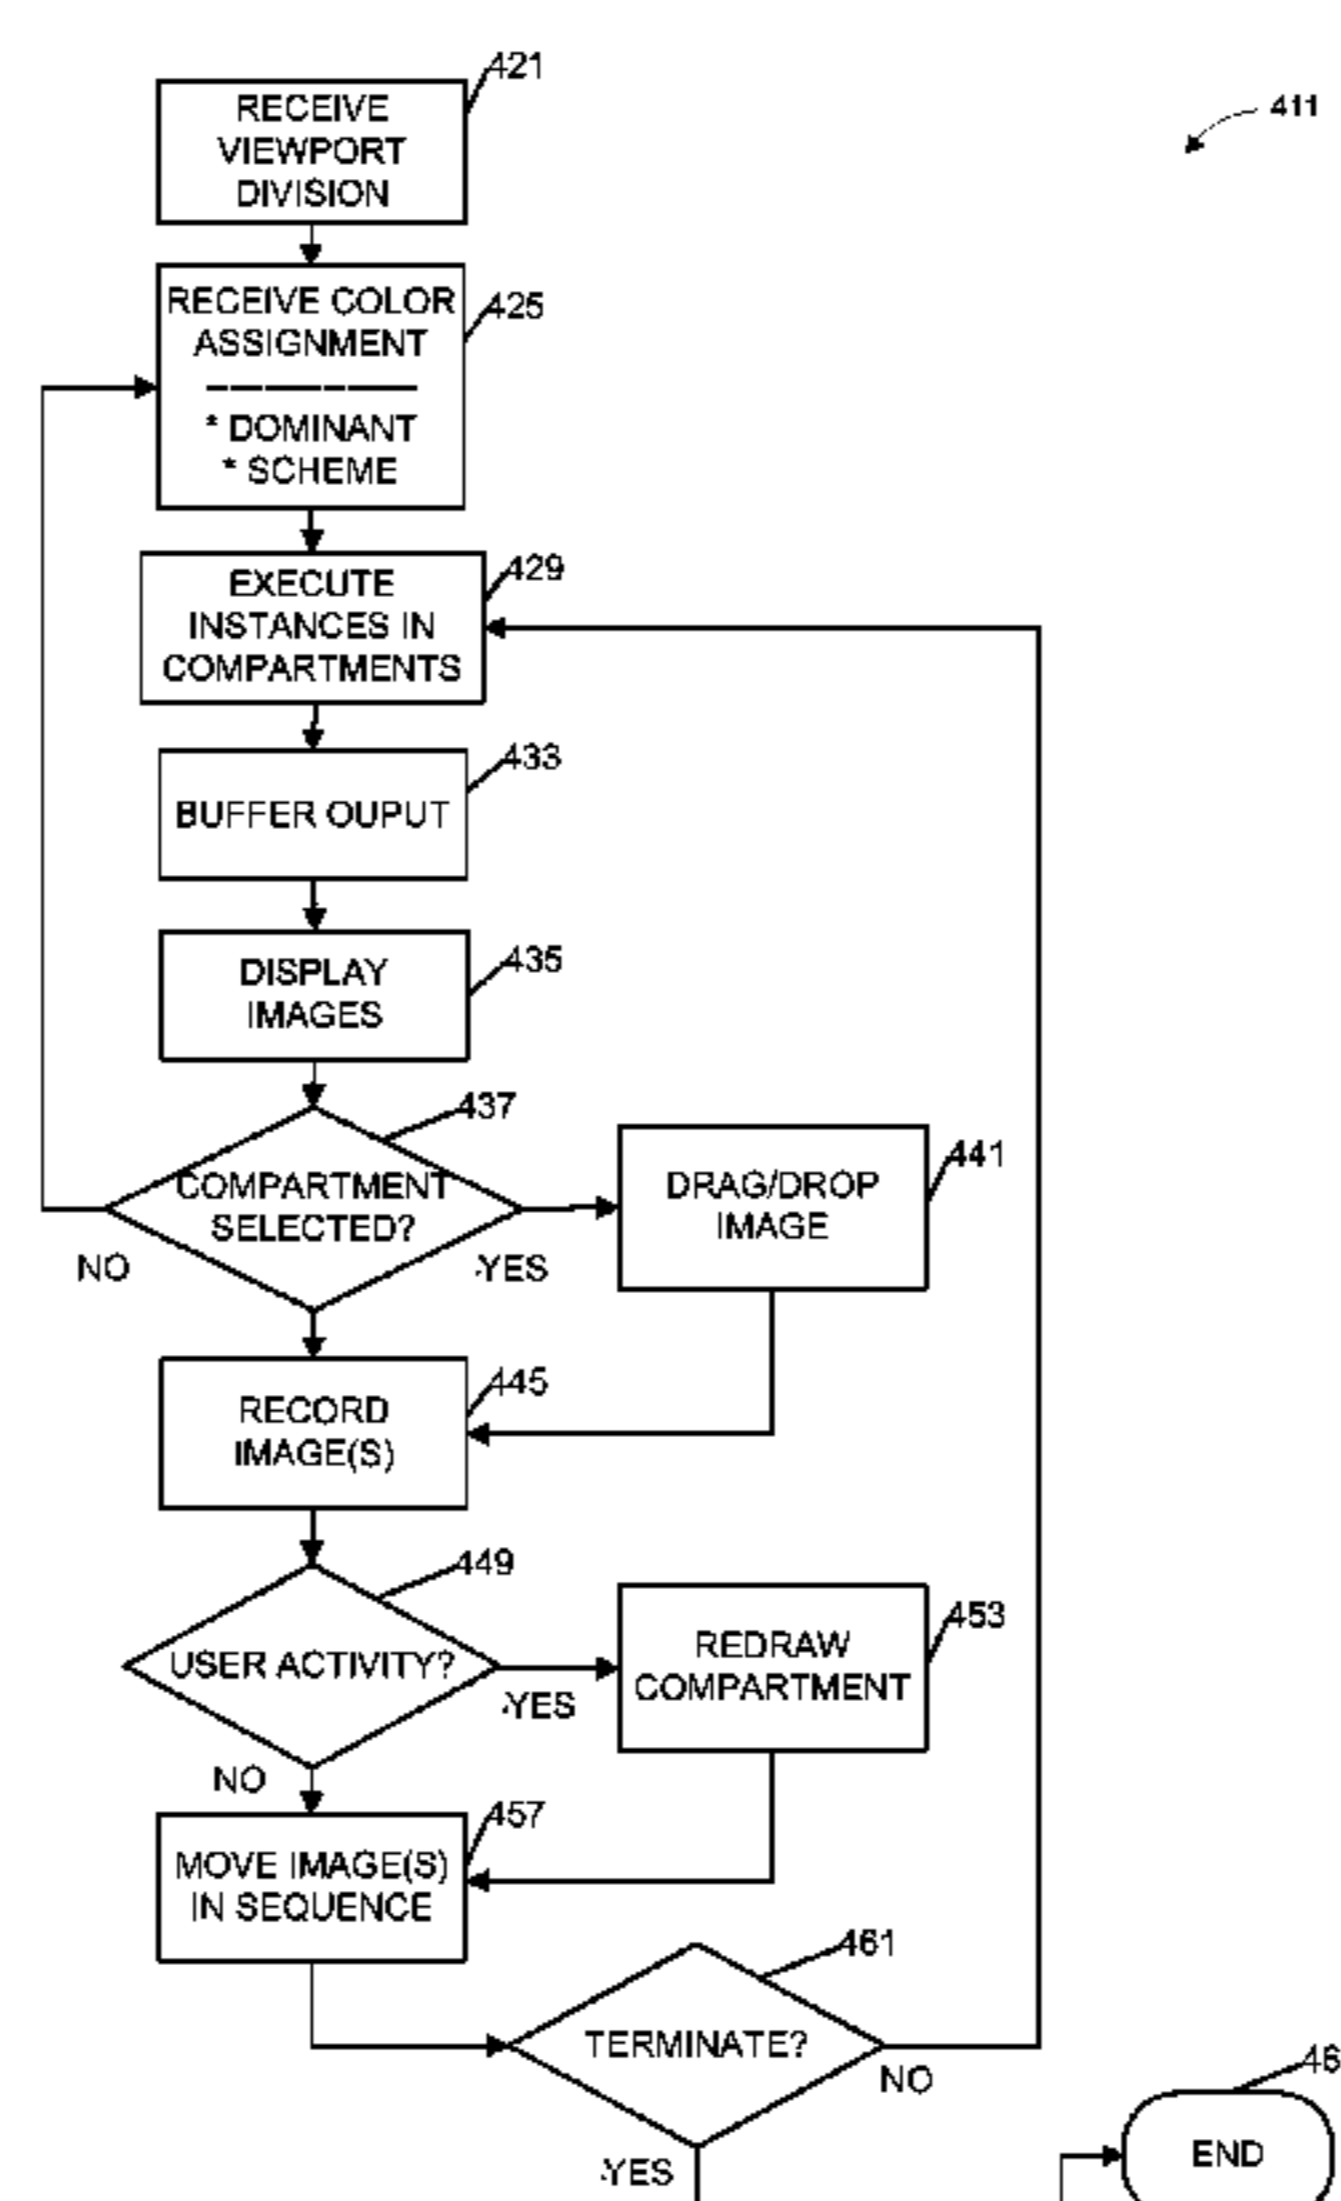 421
411
RECEIVE
VIEWPORT
DIVISION
RECEIVE COLOR
ASSIGNMENT
425
* DOMINANT
* SCHEME
429
EXECUTE
INSTANCES IN
COMPARTMENTS
433
BUFFER OUPUT
435
DISPLAY
IMAGES
437
COMPARTMENT
SELECTED?
NO
YES
441
DRAG/DROP
IMAGE
445
RECORD
IMAGE(S)
449
USER ACTIVITY?
YES
NO
453
REDRAW
COMPARTMENT
457
MOVE IMAGE(S)
IN SEQUENCE
461
TERMINATE?
NO
YES
46
END